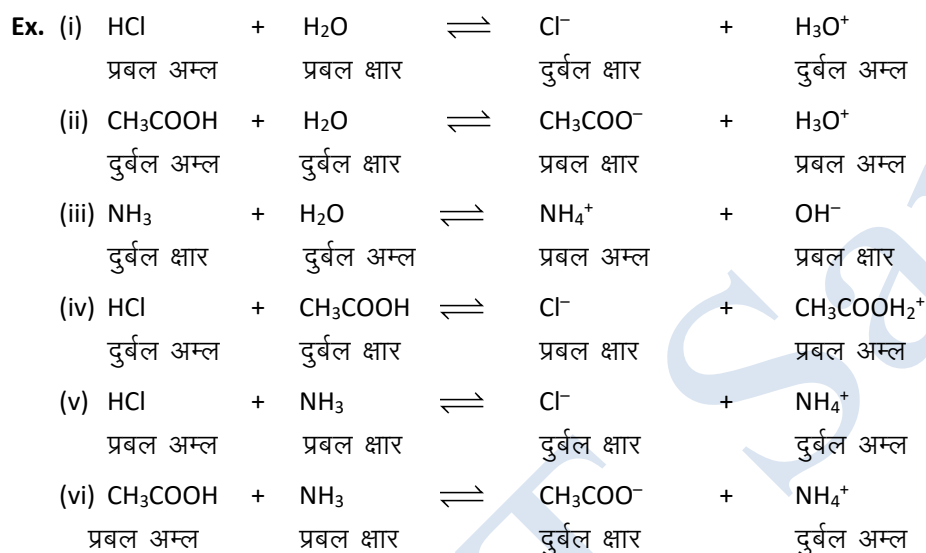 Ex. (i) HCl + H₂O ⇌ Cl⁻ + H₃O⁺
प्रबल अम्ल प्रबल क्षार दुर्बल क्षार दुर्बल अम्ल
(ii) CH₃COOH + H₂O ⇌ CH₃COO⁻ + H₃O⁺
दुर्बल अम्ल दुर्बल क्षार प्रबल क्षार प्रबल अम्ल
(iii) NH₃ + H₂O ⇌ NH₄⁺ + OH⁻
दुर्बल क्षार दुर्बल अम्ल प्रबल अम्ल प्रबल क्षार
(iv) HCl + CH₃COOH ⇌ Cl⁻ + CH₃COOH₂⁺
दुर्बल अम्ल दुर्बल क्षार प्रबल क्षार प्रबल अम्ल
(v) HCl + NH₃ ⇌ Cl⁻ + NH₄⁺
प्रबल अम्ल प्रबल क्षार दुर्बल क्षार दुर्बल अम्ल
(vi) CH₃COOH + NH₃ ⇌ CH₃COO⁻ + NH₄⁺
प्रबल अम्ल प्रबल क्षार दुर्बल क्षार दुर्बल अम्ल